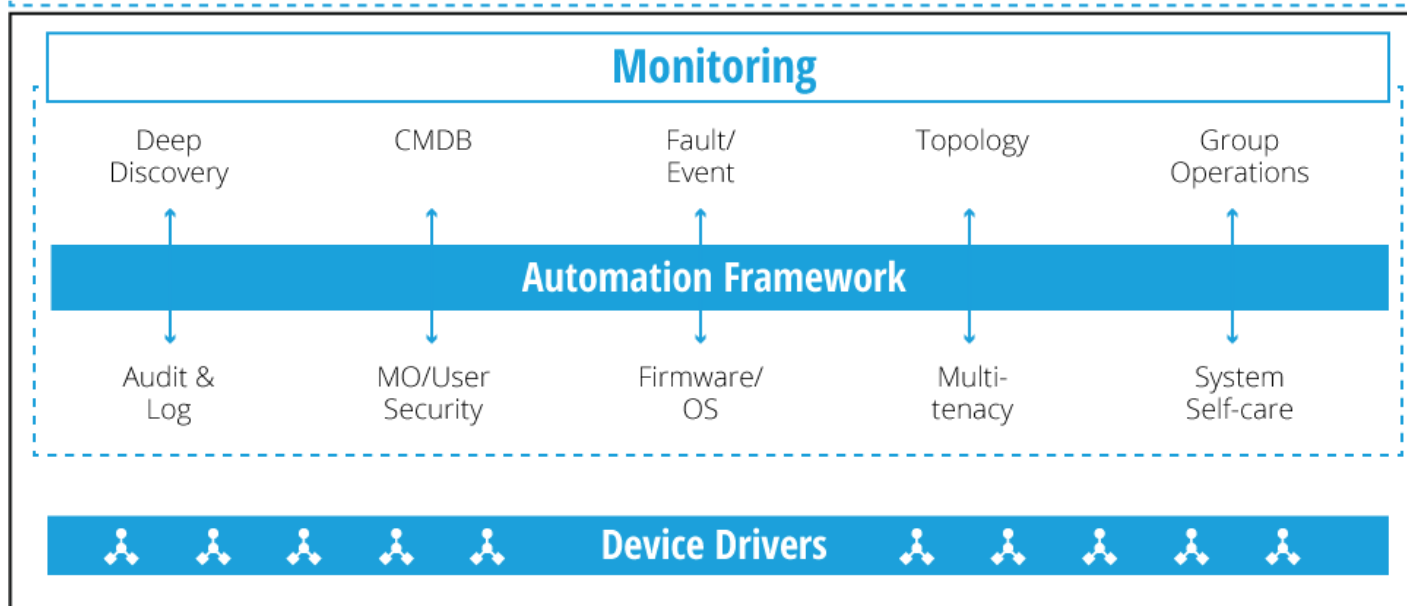 Monitoring
Deep
Discovery
CMDB
Fault/
Event
Topology
Group
Operations
Automation Framework
Audit &
Log
MO/User
Security
Firmware/
OS
Multi-
tenacy
System
Self-care
Device Drivers